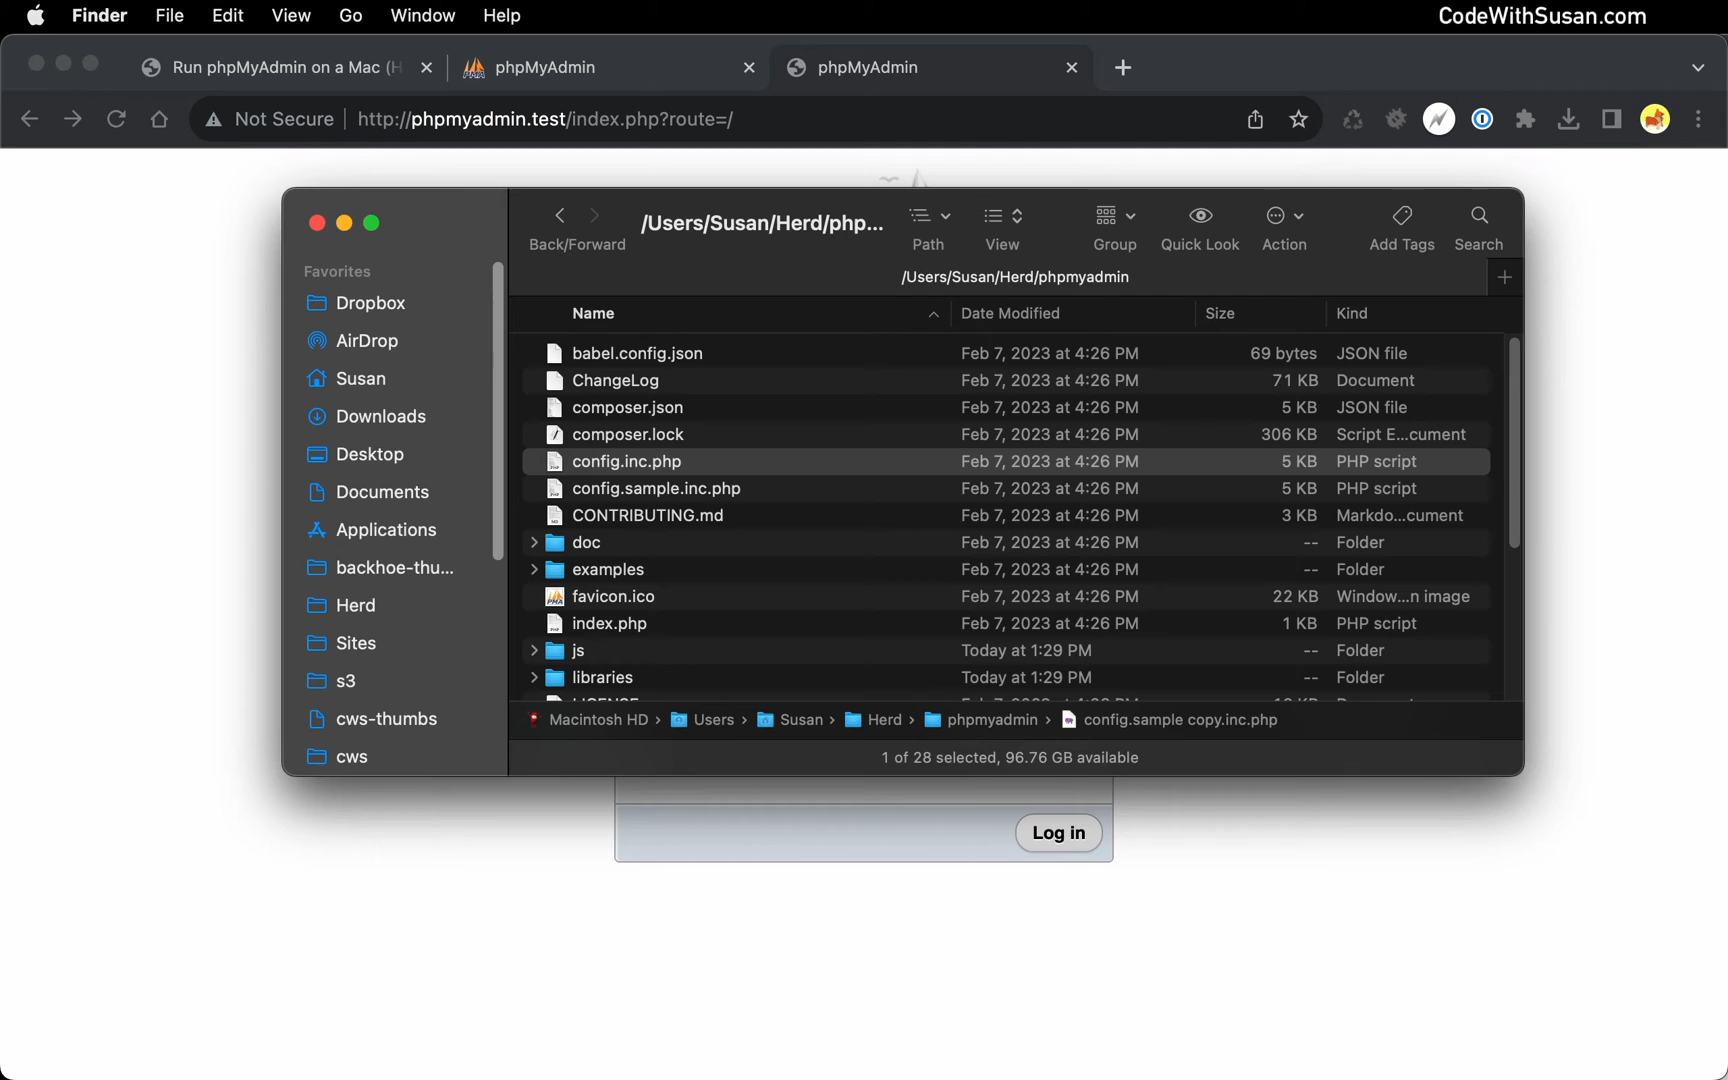 Finder File Edit View Go Window Help CodeWithSusan.com
Run phpMyAdmin on a Mac (H phpMyAdmin phpMyAdmin
Not Secure http://phpmyadmin.test/index.php?route=/
/Users/Susan/Herd/php...
Back/Forward Path View Group Quick Look Action Add Tags Search
/Users/Susan/Herd/phpmyadmin
Favorites
Dropbox
AirDrop
Susan
Downloads
Desktop
Documents
Applications
backhoe-thu...
Herd
Sites
s3
cws-thumbs
cws
Name Date Modified Size Kind
babel.config.json Feb 7, 2023 at 4:26 PM 69 bytes JSON file
ChangeLog Feb 7, 2023 at 4:26 PM 71 KB Document
composer.json Feb 7, 2023 at 4:26 PM 5 KB JSON file
composer.lock Feb 7, 2023 at 4:26 PM 306 KB Script E...cument
config.inc.php Feb 7, 2023 at 4:26 PM 5 KB PHP script
config.sample.inc.php Feb 7, 2023 at 4:26 PM 5 KB PHP script
CONTRIBUTING.md Feb 7, 2023 at 4:26 PM 3 KB Markdo...cument
doc Feb 7, 2023 at 4:26 PM -- Folder
examples Feb 7, 2023 at 4:26 PM -- Folder
favicon.ico Feb 7, 2023 at 4:26 PM 22 KB Window...n image
index.php Feb 7, 2023 at 4:26 PM 1 KB PHP script
js Today at 1:29 PM -- Folder
libraries Today at 1:29 PM -- Folder
Macintosh HD › Users › Susan › Herd › phpmyadmin › config.sample copy.inc.php
1 of 28 selected, 96.76 GB available
Log in